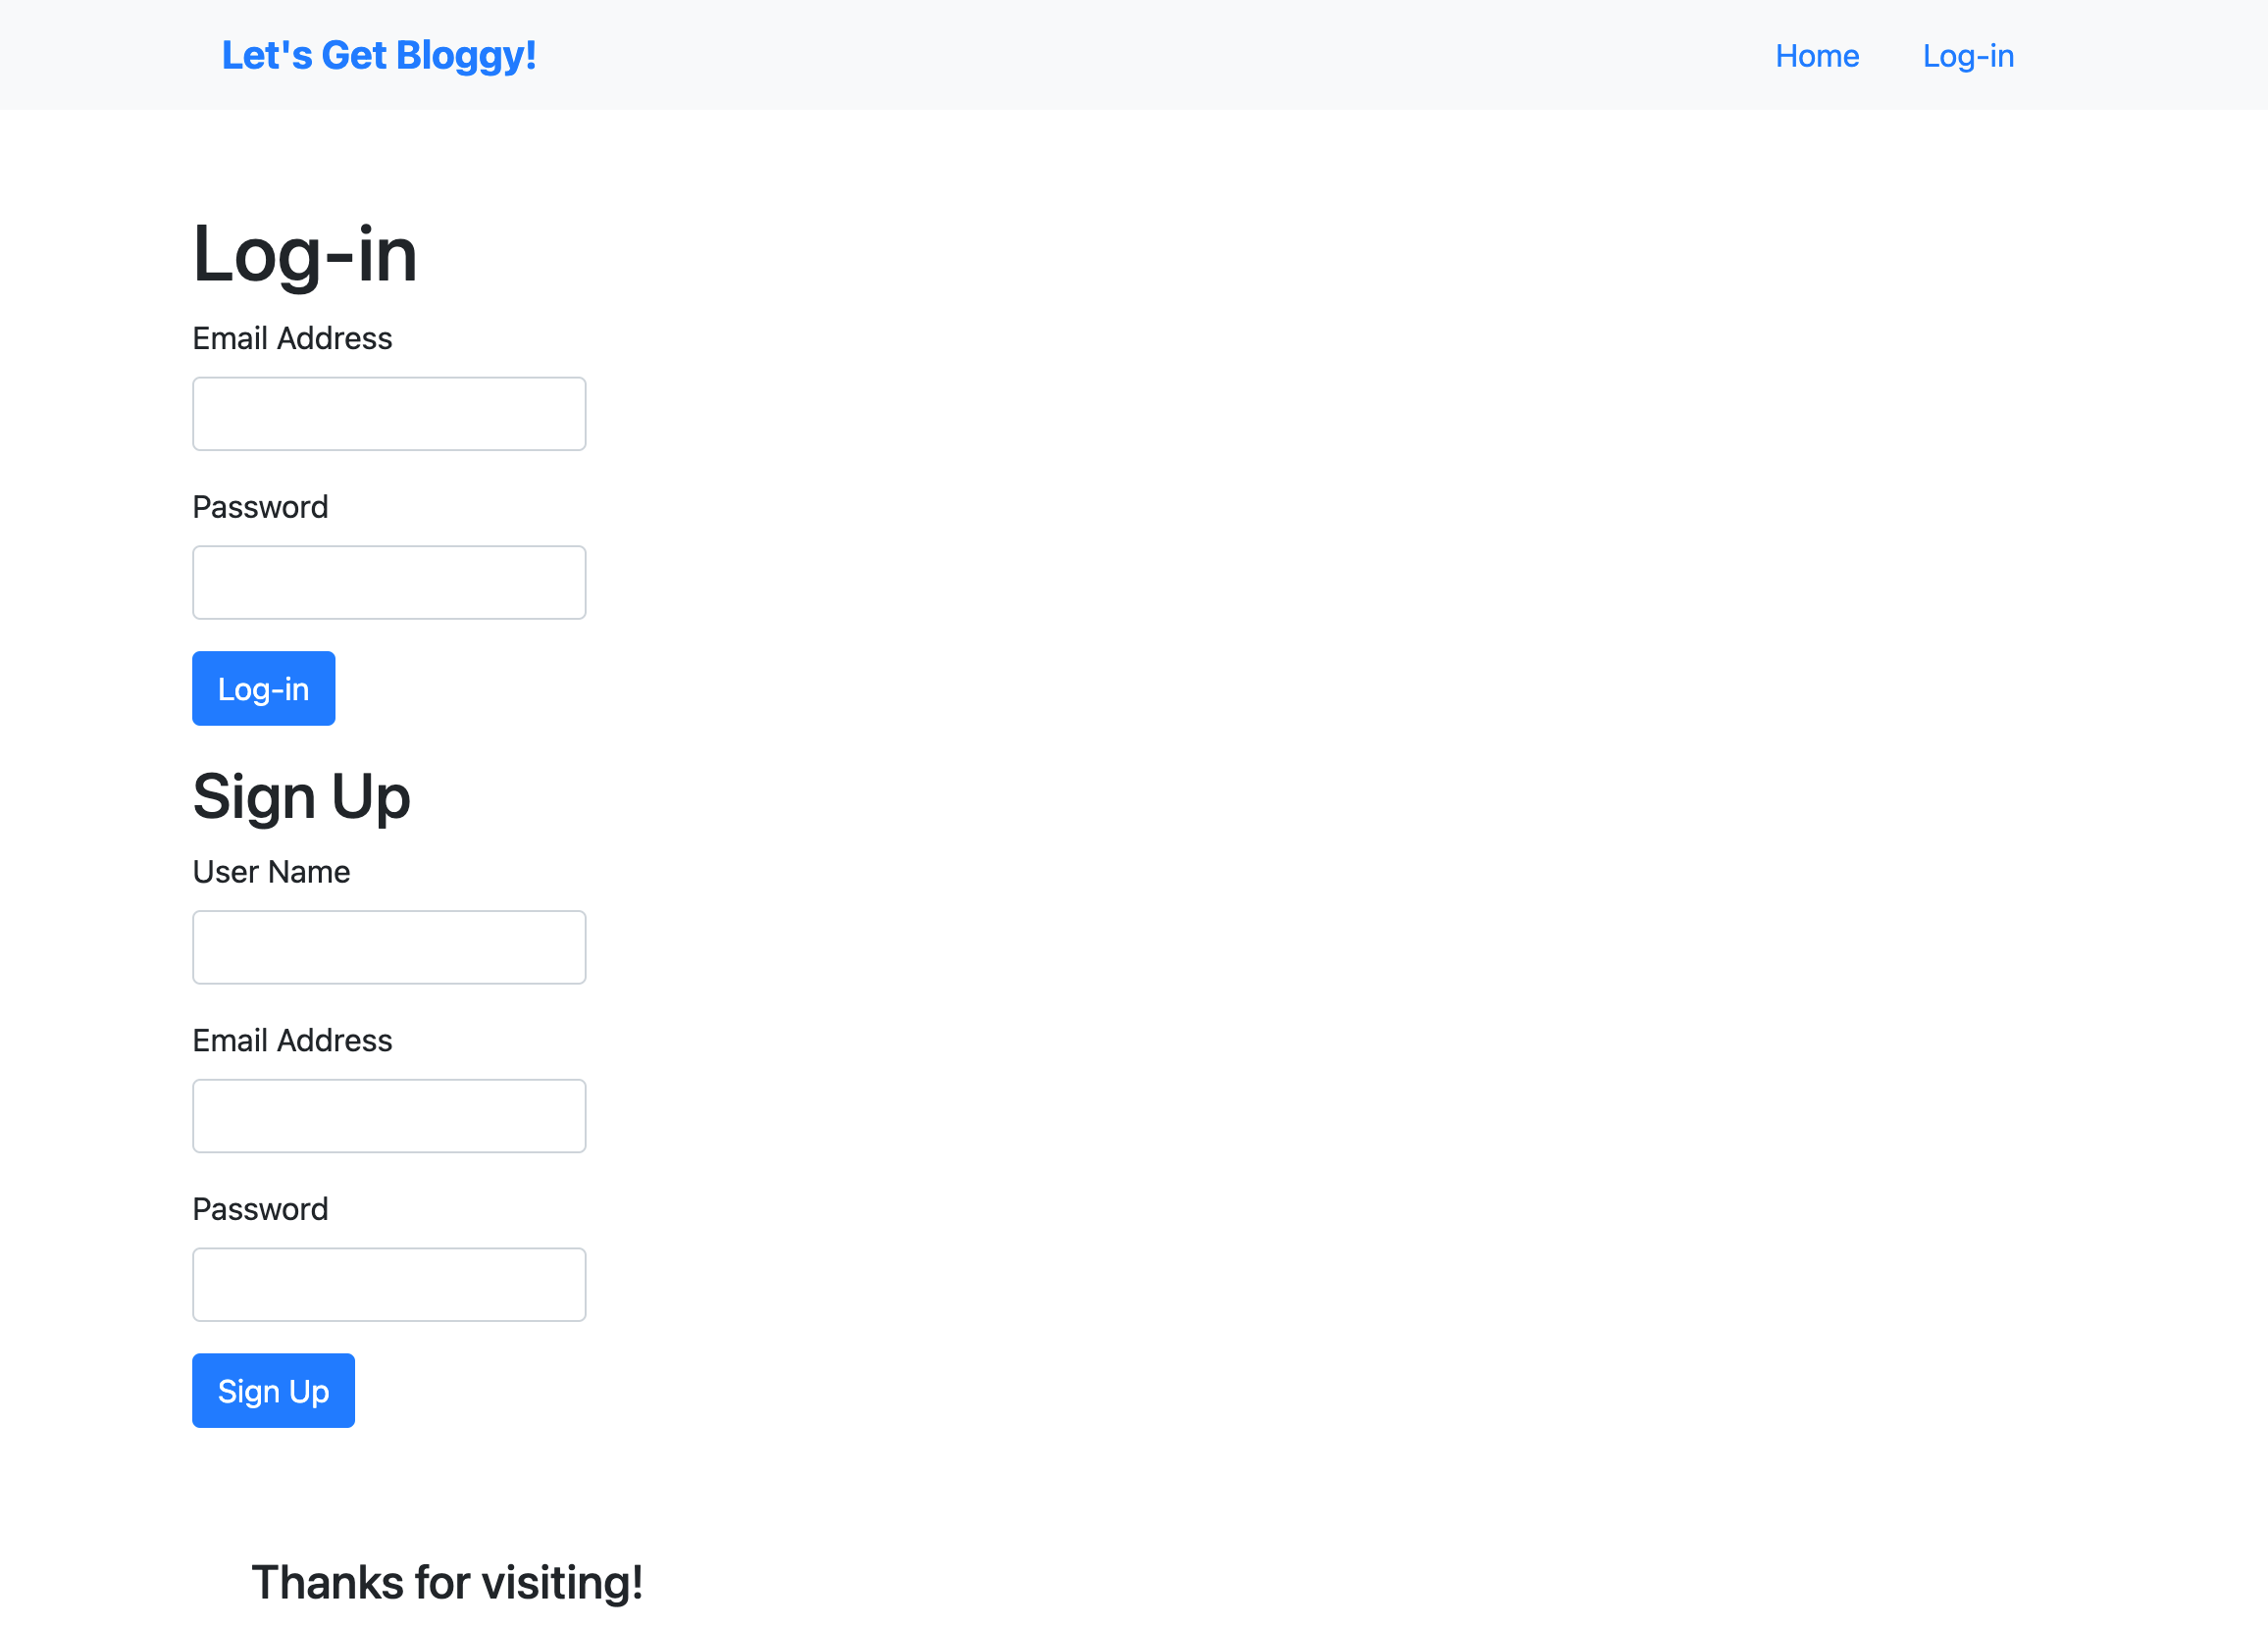 Let's Get Bloggy!
Home
Log-in
Log-in
Email Address
Password
Log-in
Sign Up
User Name
Email Address
Password
Sign Up
Thanks for visiting!